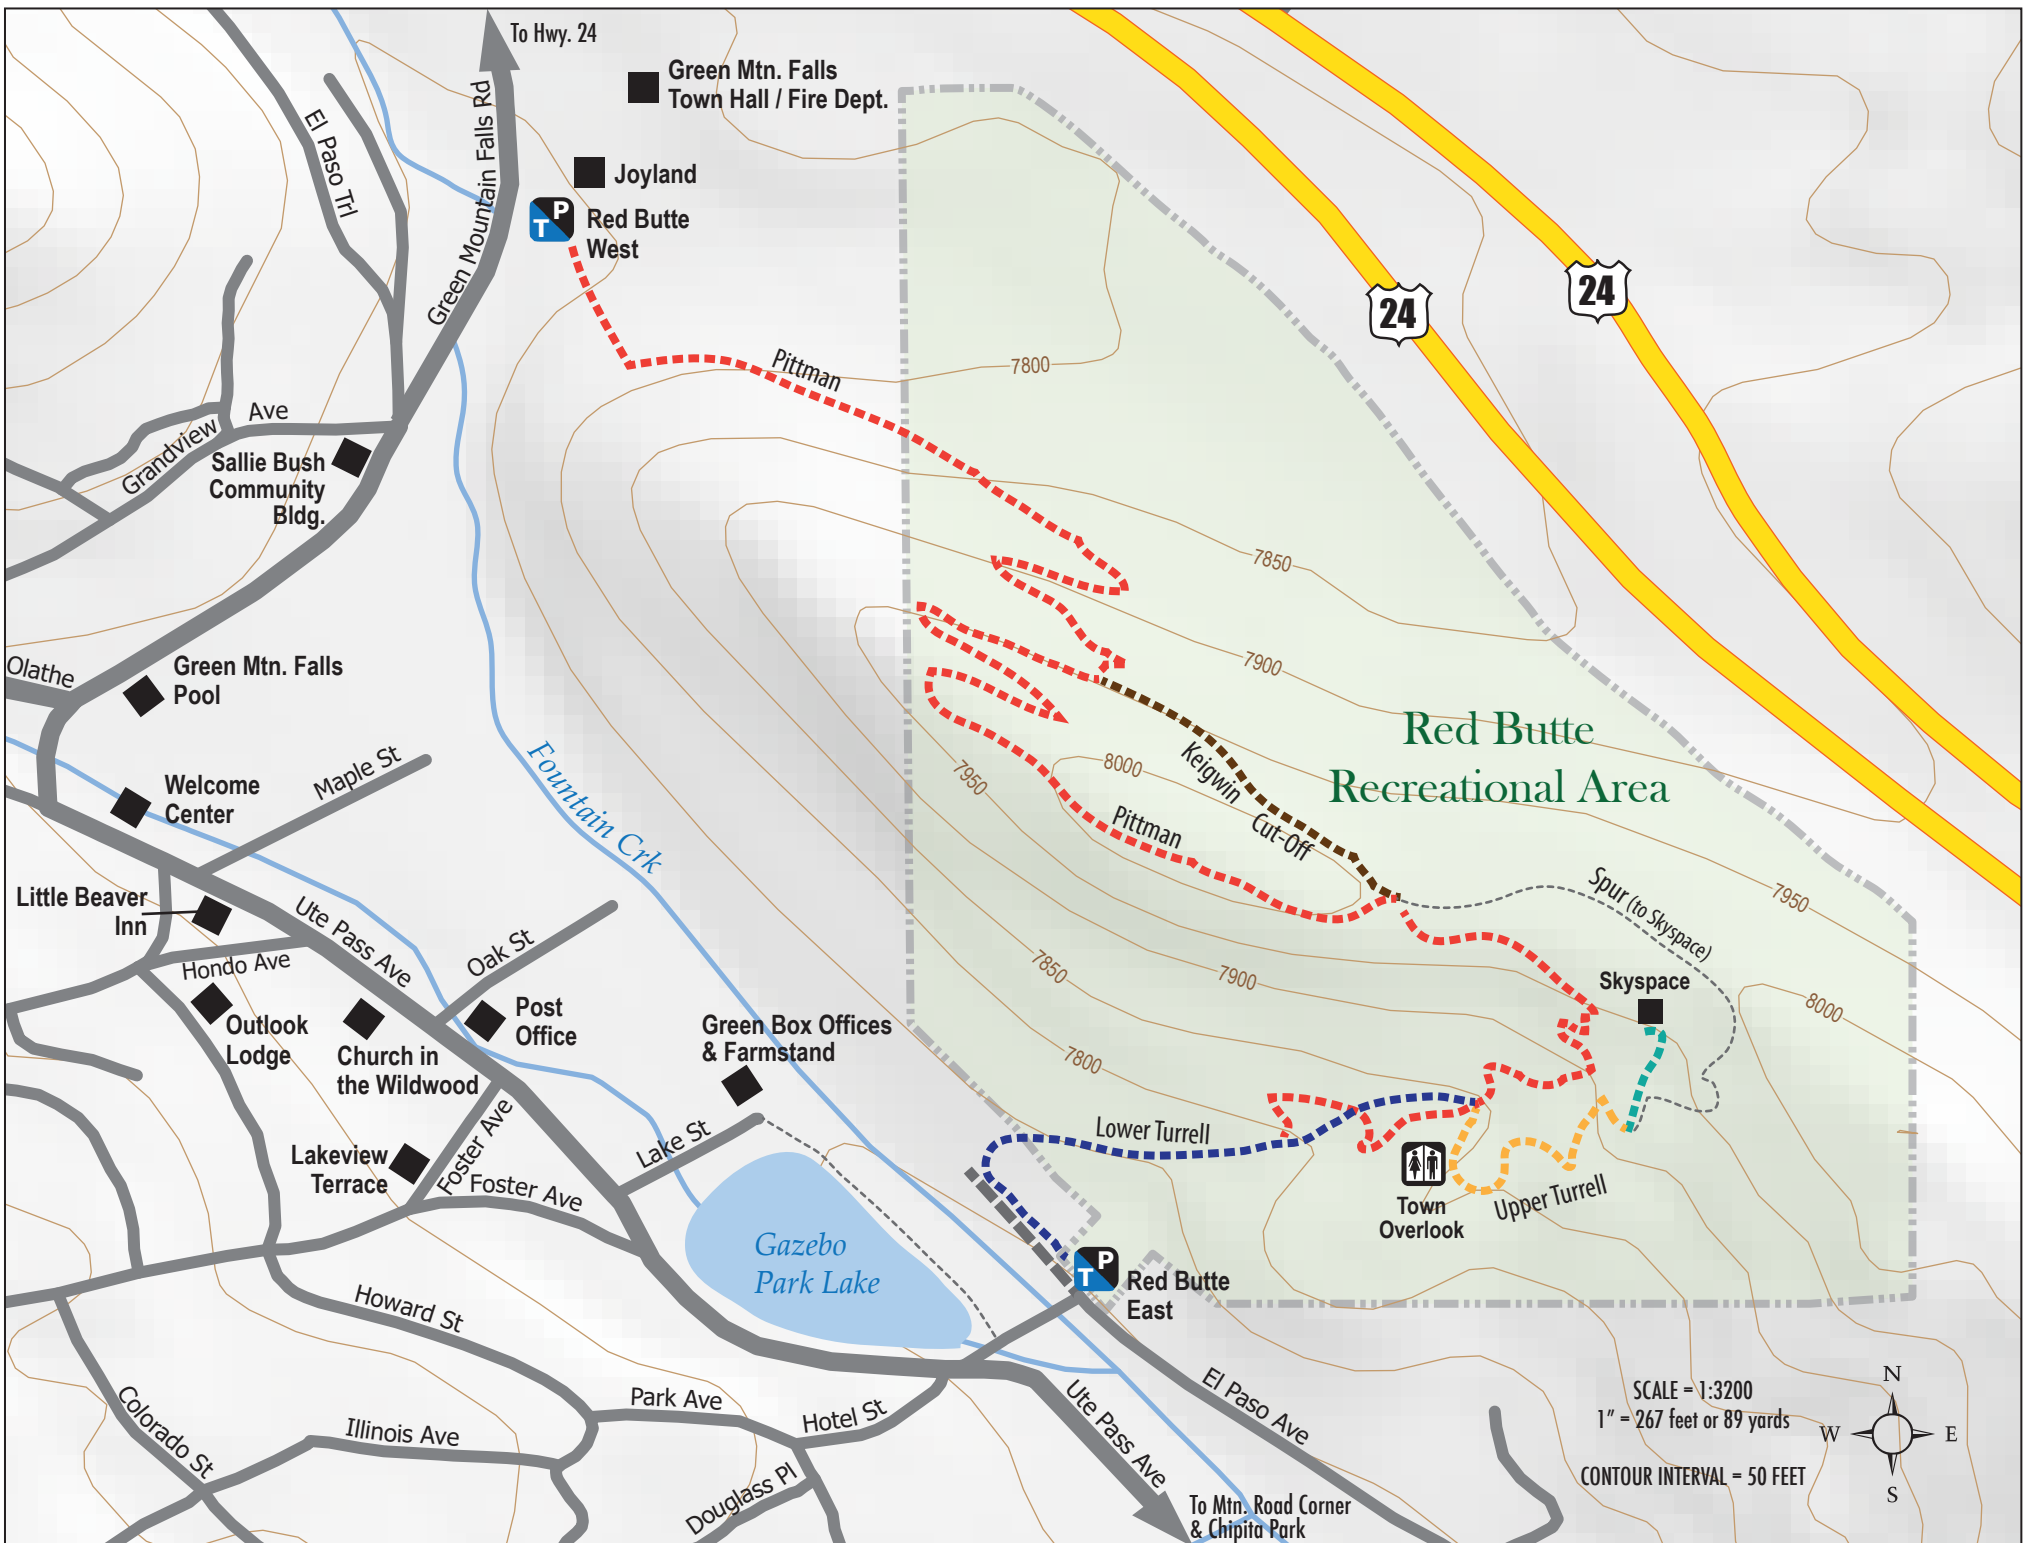 To Hwy. 24
Green Mtn. Falls
Town Hall / Fire Dept.
El Paso Trl
Green Mountain Falls Rd
Joyland
P
T
Red Butte
West
24
24
Pittman
7800
Grandview
Ave
Sallie Bush
Community
Bldg.
7850
7900
Olathe
Green Mtn. Falls
Pool
Red Butte
Recreational Area
Fountain Crk
Maple St
Welcome
Center
7950
8000
Keigwin
Cut-Off
Pittman
Little Beaver
Inn
Ute Pass Ave
Oak St
Hondo Ave
Spur (to Skyspace)
7950
Skyspace
8000
7850
7900
7800
Outlook
Lodge
Church in
the Wildwood
Post
Office
Green Box Offices
& Farmstand
Lakeview
Terrace
Foster Ave
Foster Ave
Lake St
Lower Turrell
Town
Overlook
Upper Turrell
Gazebo
Park Lake
P
T
Red Butte
East
Howard St
Colorado St
Illinois Ave
Park Ave
Hotel St
Douglass Pl
Ute Pass Ave
El Paso Ave
To Mtn. Road Corner
& Chipita Park
SCALE = 1:3200
1" = 267 feet or 89 yards
CONTOUR INTERVAL = 50 FEET
N
W
E
S